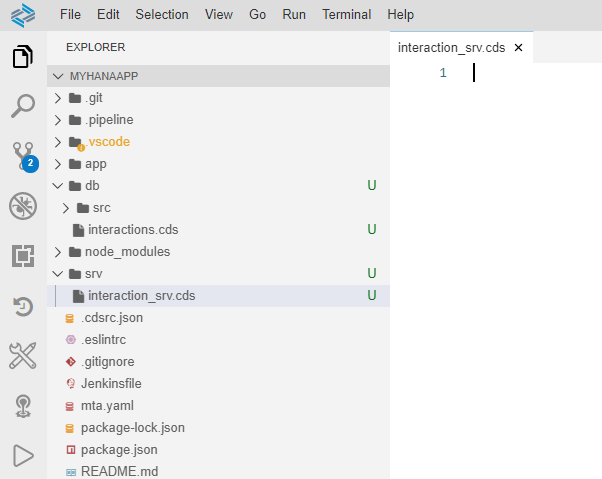 File Edit Selection View Go Run Terminal Help
EXPLORER
interaction_srv.cds ×
MYHANAAPP
1
.git
.pipeline
.vscode
app
db U
src
interactions.cds U
node_modules
srv U
interaction_srv.cds U
.cdsrc.json
.eslintrc
.gitignore
Jenkinsfile
mta.yaml
package-lock.json
package.json
README.md
2